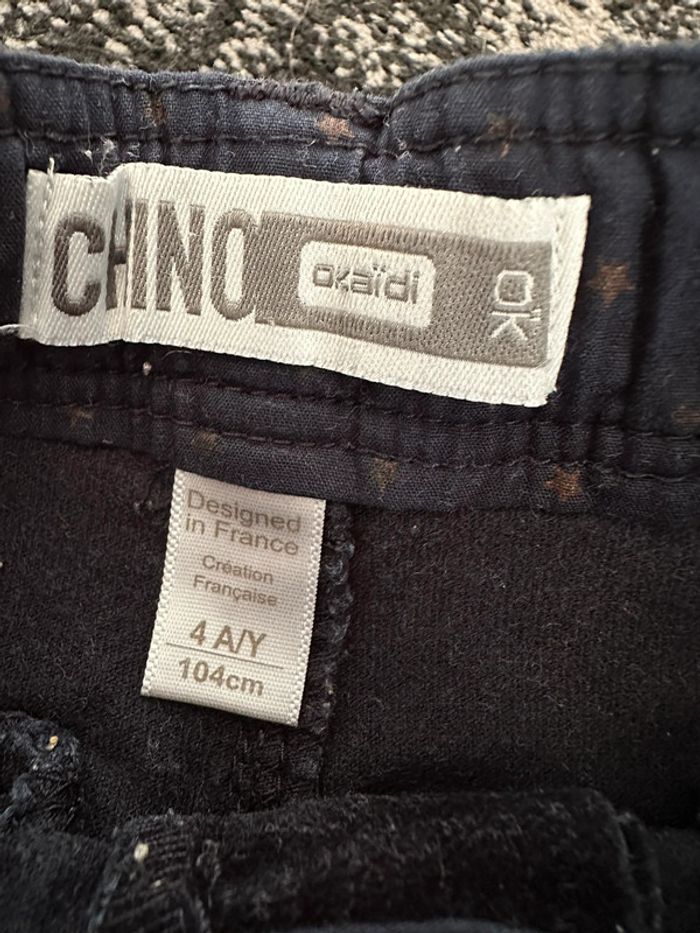 CHINO okaïdi OK
Designed
in France
Création
Française
4 A/Y
104cm